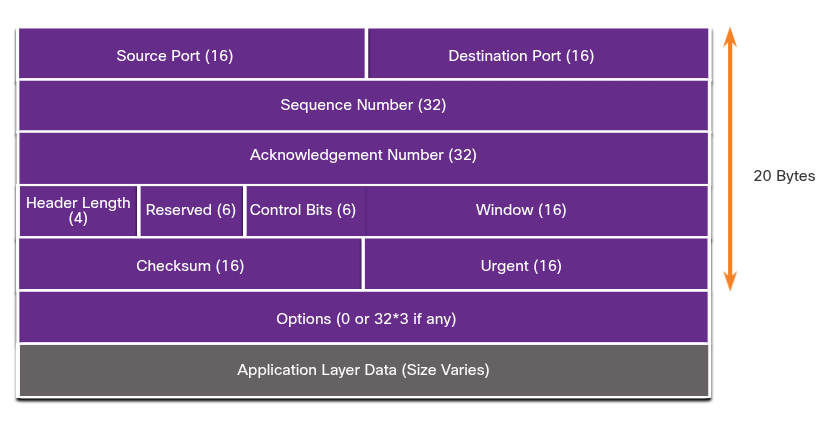 Source Port (16)
Destination Port (16)
Sequence Number (32)
Acknowledgement Number (32)
20 Bytes
Header Length
(4)
Reserved (6)
Control Bits (6)
Window (16)
Checksum (16)
Urgent (16)
Options (0 or 32*3 if any)
Application Layer Data (Size Varies)